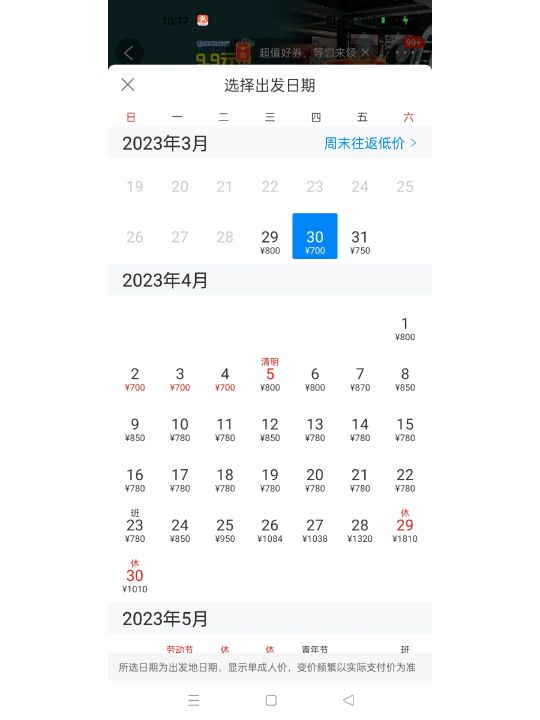 10:17
9.9元
超值好券，等您来领
99+
选择出发日期
日 一 二 三 四 五 六
2023年3月 周末往返低价
19 20 21 22 23 24 25
26 27 28 29 30 31
¥800 ¥700 ¥750
2023年4月
1
¥800
清明
2 3 4 5 6 7 8
¥700 ¥700 ¥700 ¥800 ¥800 ¥870 ¥850
9 10 11 12 13 14 15
¥850 ¥780 ¥780 ¥850 ¥780 ¥780 ¥780
16 17 18 19 20 21 22
¥780 ¥780 ¥780 ¥780 ¥780 ¥780 ¥780
班 休
23 24 25 26 27 28 29
¥780 ¥850 ¥950 ¥1084 ¥1038 ¥1320 ¥1810
休
30
¥1010
2023年5月
劳动节 休 休 青年节 班
所选日期为出发地日期，显示单成人价，变价频繁以实际支付价为准